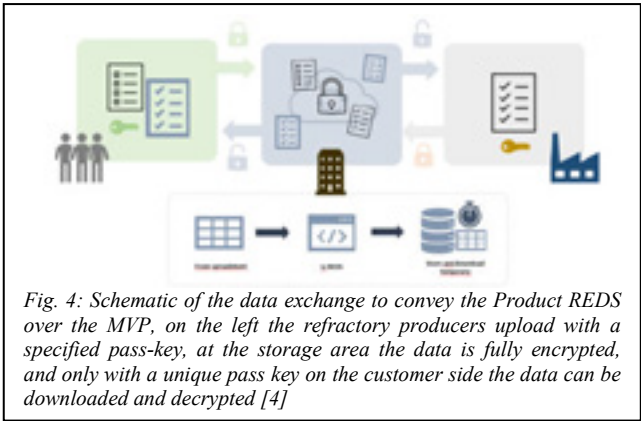 </>
Fig. 4: Schematic of the data exchange to convey the Product REDS
over the MVP, on the left the refractory producers upload with a
specified pass-key, at the storage area the data is fully encrypted,
and only with a unique pass key on the customer side the data can be
downloaded and decrypted [4]